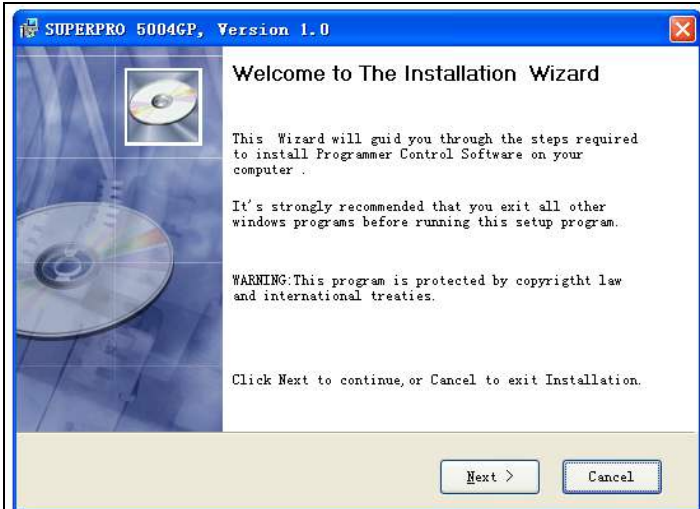 SUPERPRO 5004GP, Version 1.0
Welcome to The Installation Wizard
This Wizard will guid you through the steps required
to install Programmer Control Software on your
computer .
It's strongly recommended that you exit all other
windows programs before running this setup program.
WARNING:This program is protected by copyrigtht law
and international treaties.
Click Next to continue,or Cancel to exit Installation.
Next >
Cancel